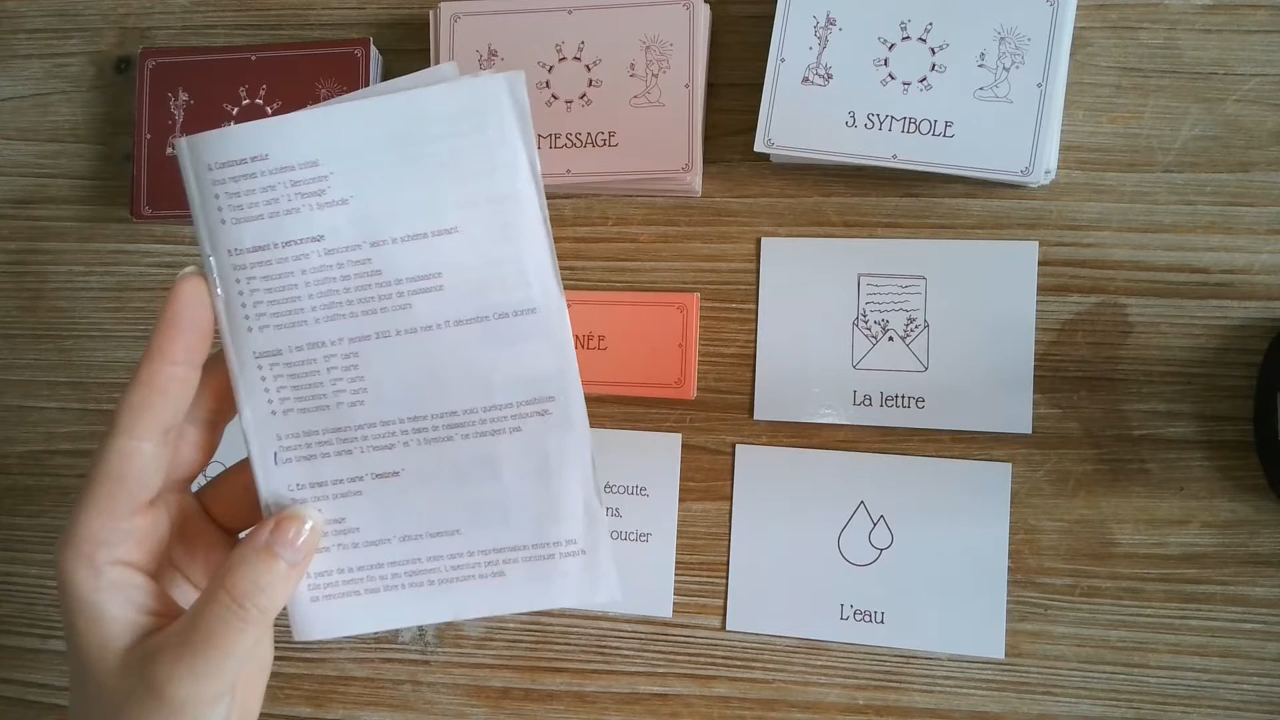 MESSAGE
3. SYMBOLE
A. Continuez seule
Vous reprenez le schéma initial :
❖ Tirez une carte " 1. Rencontre "
❖ Tirez une carte " 2. Message "
❖ Choisissez une carte " 3. Symbole "
B. En suivant le personnage
Vous prenez une carte " 1. Rencontre " selon le schéma suivant :
❖ 2ème rencontre : le chiffre de l'heure
❖ 3ème rencontre : le chiffre des minutes
❖ 4ème rencontre : le chiffre de votre mois de naissance
❖ 5ème rencontre : le chiffre de votre jour de naissance
❖ 6ème rencontre : le chiffre du mois en cours
Exemple : Il est 15h08, le 1er janvier 2022. Je suis née le 17 décembre. Cela donne :
❖ 2ème rencontre : 15ème carte
❖ 3ème rencontre : 8ème carte
❖ 4ème rencontre : 12ème carte
❖ 5ème rencontre : 17ème carte
❖ 6ème rencontre : 1ère carte
Si vous faites plusieurs parties dans la même journée, voici quelques possibilités :
l'heure de réveil, l'heure de couché, les dates de naissance de votre entourage...
Les tirages des cartes " 2. Message " et " 3. Symbole " ne changent pas.
C. En tirant une carte " Destinée "
Trois choix possibles
de chapitre
carte " Fin de chapitre " clôture l'aventure.
A partir de la seconde rencontre, votre carte de représentation entre en jeu.
Elle peut mettre fin au jeu également. L'aventure peut ainsi continuer jusqu'à
six rencontres, mais libre à vous de poursuivre au-delà.
NÉE
La lettre
écoute,
ns,
oucier
L'eau